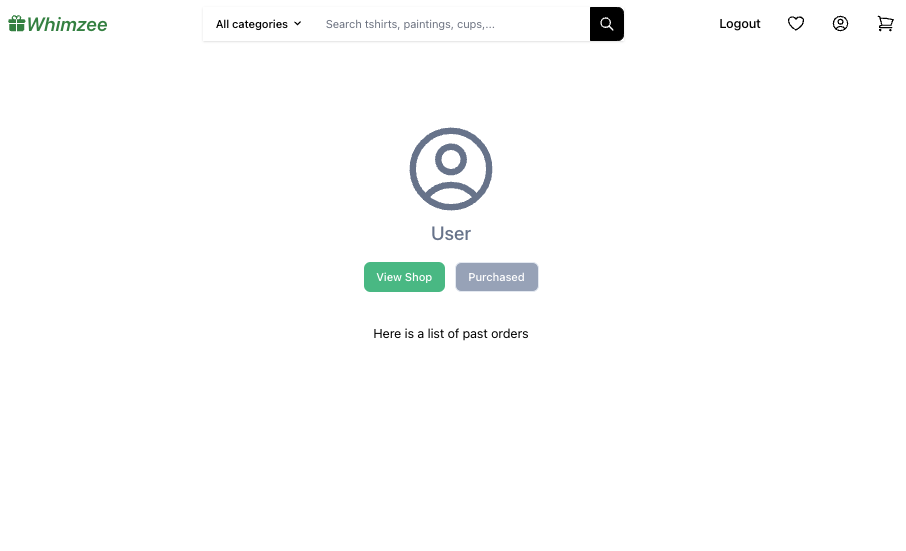 Whimzee
All categories
Search tshirts, paintings, cups,...
Logout
User
View Shop
Purchased
Here is a list of past orders